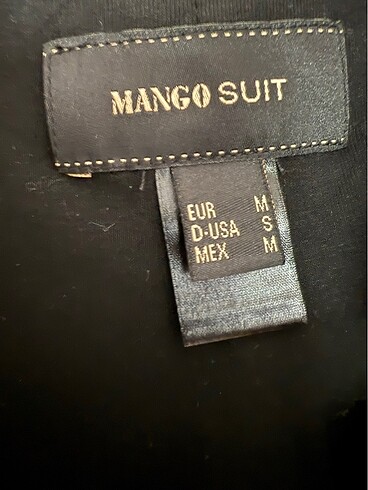 MANGO SUIT
EUR M
D-USA S
MEX M